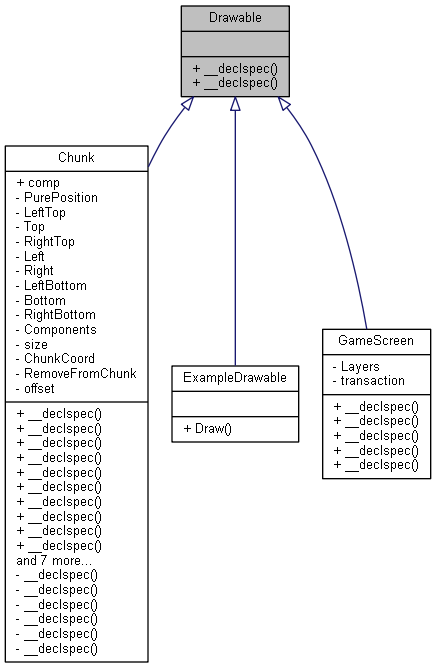 Drawable
+ __declspec()
+ __declspec()
Chunk
+ comp
- PurePosition
- LeftTop
- Top
- RightTop
- Left
- Right
- LeftBottom
- Bottom
- RightBottom
- Components
- size
- ChunkCoord
- RemoveFromChunk
- offset
+ __declspec()
+ __declspec()
+ __declspec()
+ __declspec()
+ __declspec()
+ __declspec()
+ __declspec()
+ __declspec()
+ __declspec()
+ __declspec()
and 7 more...
- __declspec()
- __declspec()
- __declspec()
- __declspec()
- __declspec()
- __declspec()
ExampleDrawable
+ Draw()
GameScreen
- Layers
- transaction
+ __declspec()
+ __declspec()
+ __declspec()
+ __declspec()
+ __declspec()